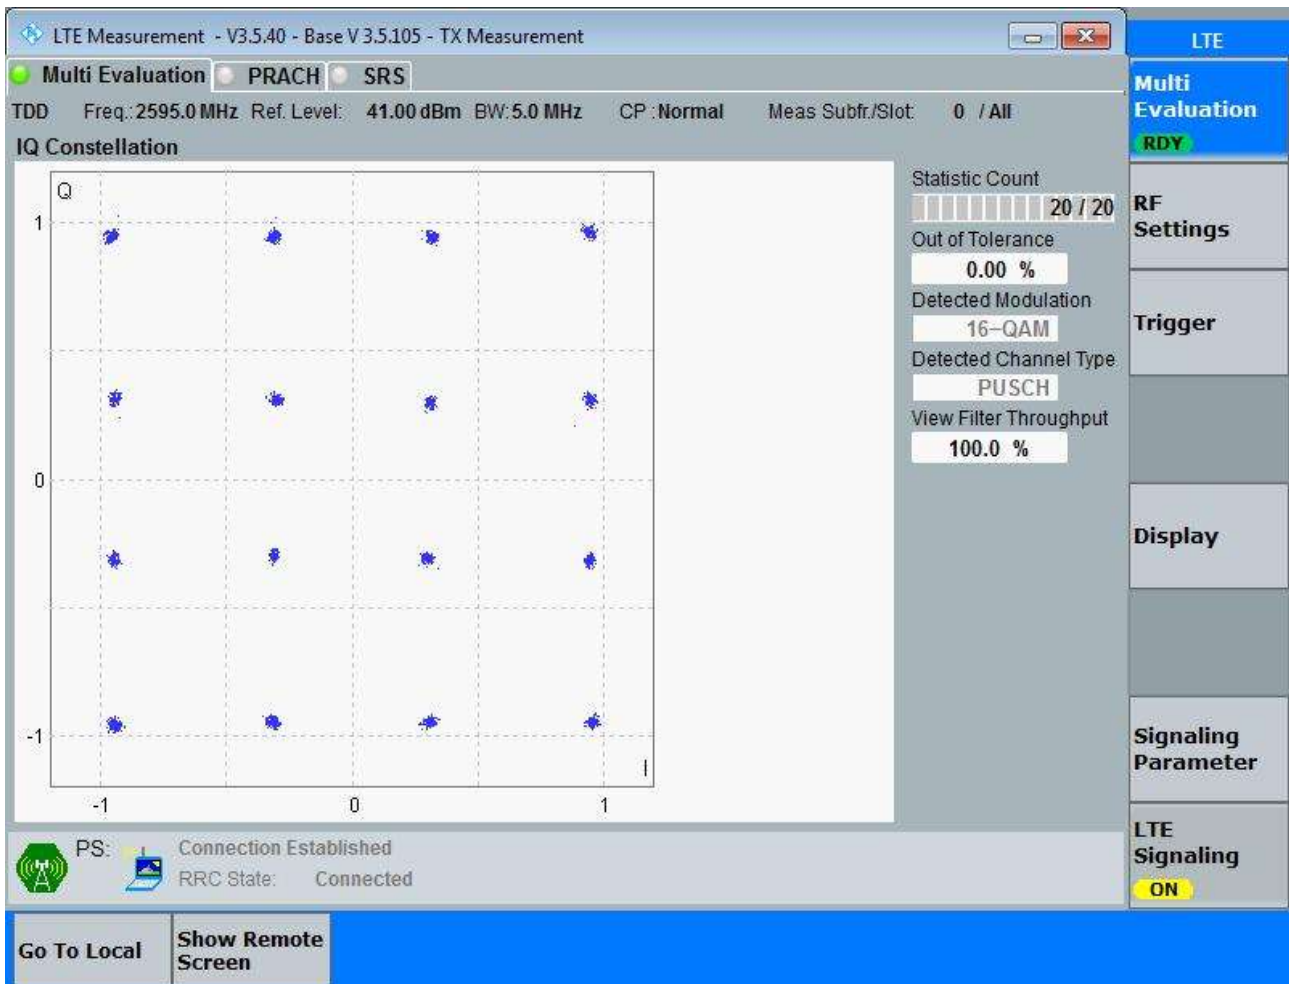 LTE Measurement - V3.5.40 - Base V 3.5.105 - TX Measurement
LTE
Multi Evaluation PRACH SRS
TDD Freq.: 2595.0 MHz Ref. Level: 41.00 dBm BW: 5.0 MHz CP : Normal Meas Subfr./Slot: 0 / All
IQ Constellation
Q
1
0
-1
I
-1 0 1
Statistic Count
20 / 20
Out of Tolerance
0.00 %
Detected Modulation
16-QAM
Detected Channel Type
PUSCH
View Filter Throughput
100.0 %
Multi
Evaluation
RDY
RF
Settings
Trigger
Display
Signaling
Parameter
LTE
Signaling
ON
PS: Connection Established
RRC State: Connected
Go To Local
Show Remote
Screen